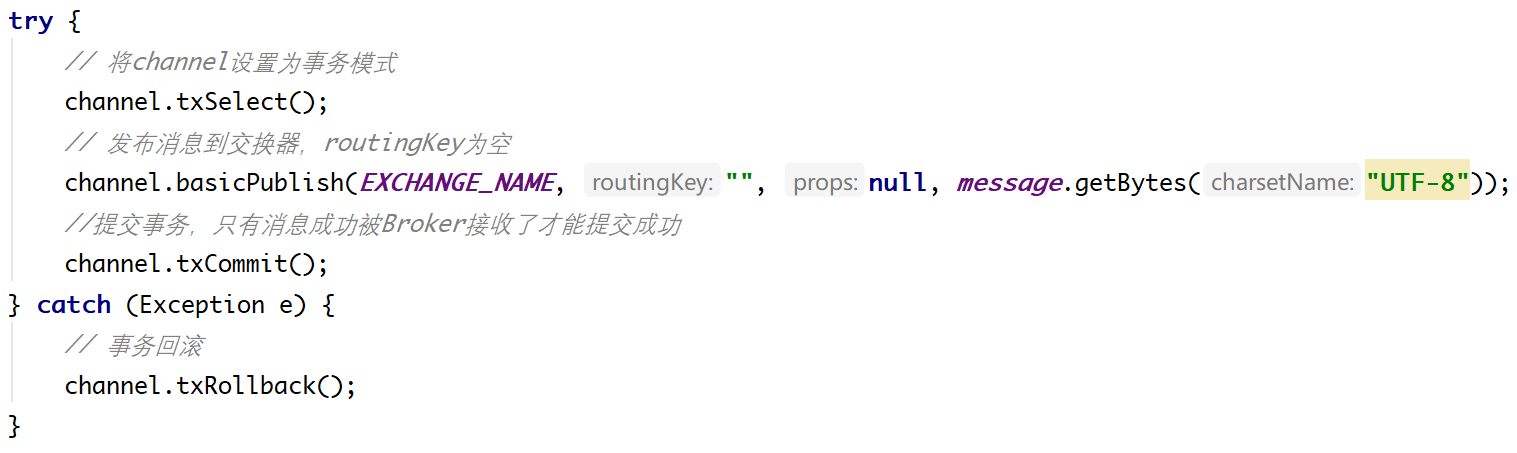 try {
// 将channel设置为事务模式
channel.txSelect();
// 发布消息到交换器，routingKey为空
channel.basicPublish(EXCHANGE_NAME, routingKey: "", props: null, message.getBytes( charsetName: "UTF-8"));
//提交事务，只有消息成功被Broker接收了才能提交成功
channel.txCommit();
} catch (Exception e) {
// 事务回滚
channel.txRollback();
}